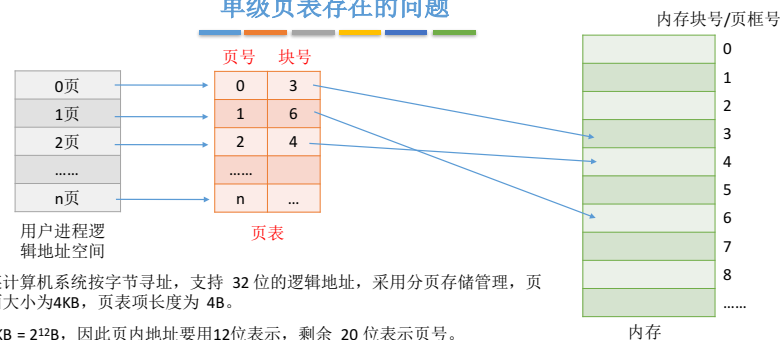 单级页表存在的问题
内存块号/页框号
页号 块号
0页
1页
2页
……
n页
0 3
1 6
2 4
……
n …
0
1
2
3
4
5
6
7
8
……
用户进程逻
辑地址空间
页表
计算机系统按字节寻址，支持 32 位的逻辑地址，采用分页存储管理，页
大小为4KB，页表项长度为 4B。
KB = 2¹²B，因此页内地址要用12位表示，剩余 20 位表示页号。
内存